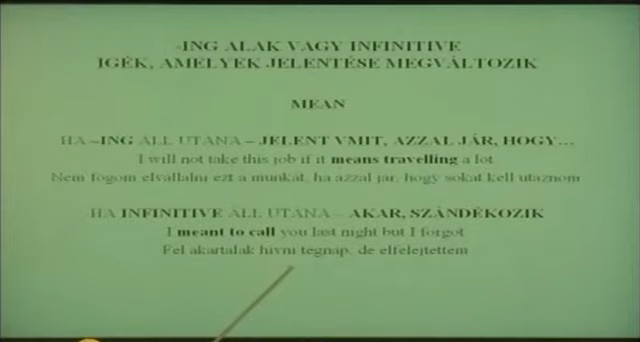 -ING ALAK VAGY INFINITIVE
IGÉK, AMELYEK JELENTÉSE MEGVÁLTOZIK
MEAN
HA –ING ÁLL UTÁNA – JELENT VMIT, AZZAL JÁR, HOGY…
I will not take this job if it means travelling a lot
Nem fogom elvállalni ezt a munkát, ha azzal jár, hogy sokat kell utaznom
HA INFINITIVE ÁLL UTÁNA – AKAR, SZÁNDÉKOZIK
I meant to call you last night but I forgot
Fel akartalak hívni tegnap, de elfelejtettem